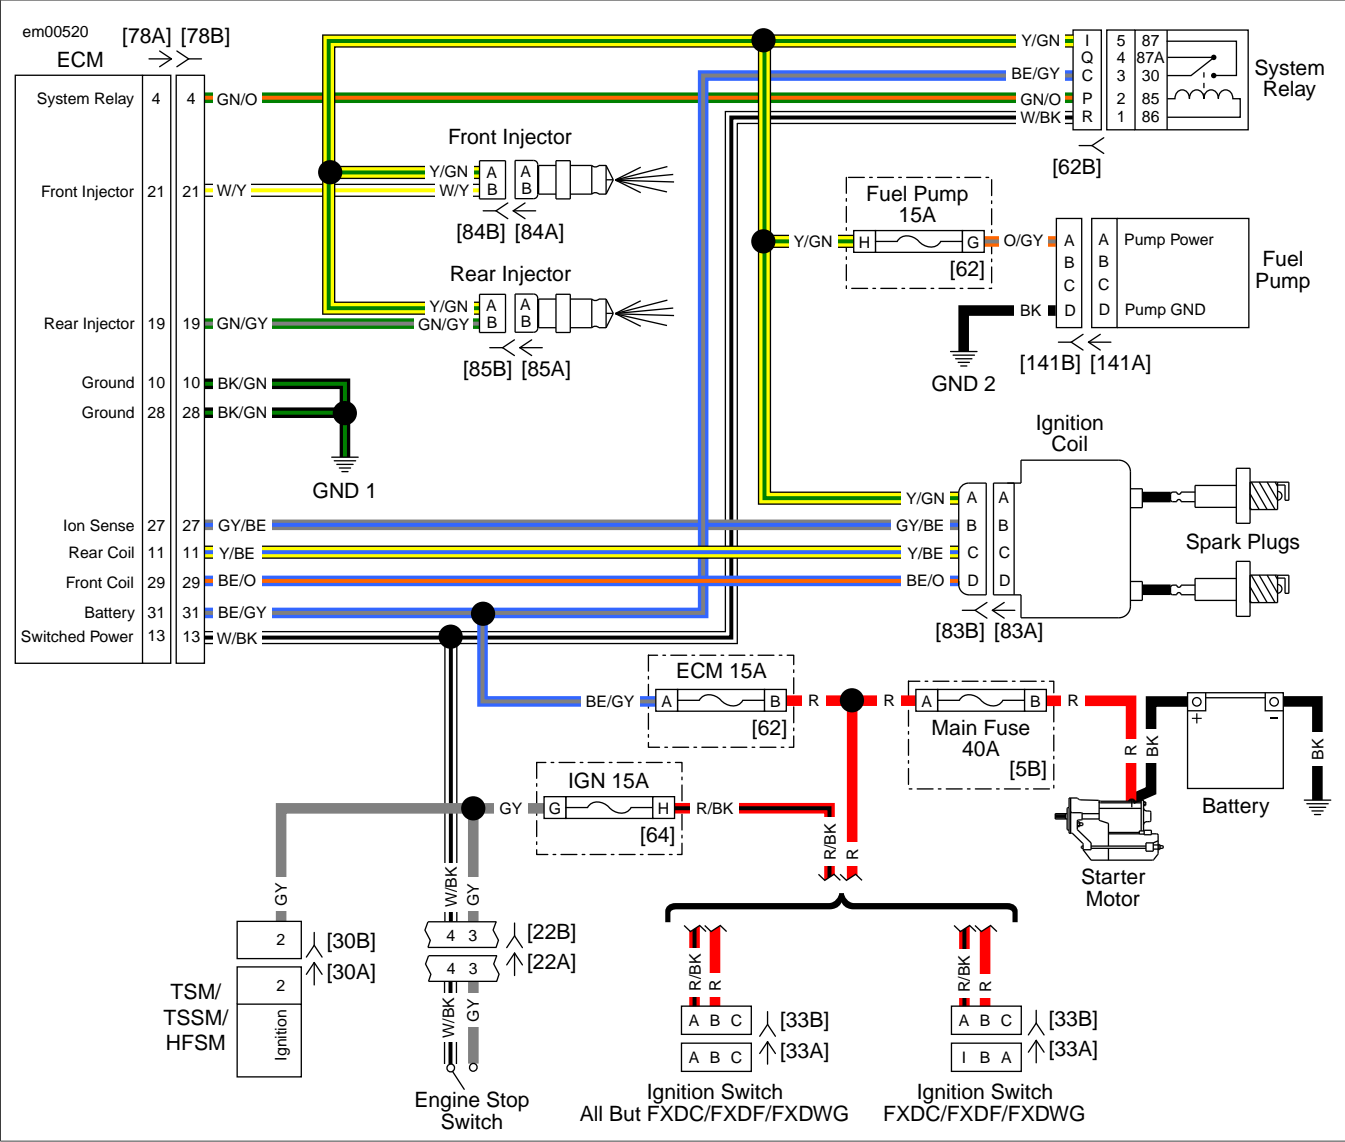 em00520
[78A] [78B]
ECM
System Relay 4 4 GN/O
Front Injector 21 21 W/Y
Rear Injector 19 19 GN/GY
Ground 10 10 BK/GN
Ground 28 28 BK/GN
GND 1
Ion Sense 27 27 GY/BE
Rear Coil 11 11 Y/BE
Front Coil 29 29 BE/O
Battery 31 31 BE/GY
Switched Power 13 13 W/BK
Front Injector
Y/GN A A
W/Y B B
[84B] [84A]
Rear Injector
Y/GN A A
GN/GY B B
[85B] [85A]
Y/GN I 5 87
Q 4 87A
BE/GY C 3 30
GN/O P 2 85
W/BK R 1 86
System
Relay
[62B]
Fuel Pump
15A
Y/GN H G O/GY
[62]
A A Pump Power
B B
C C
BK D D Pump GND
Fuel
Pump
[141B] [141A]
GND 2
Ignition
Coil
Y/GN A A
GY/BE B B
Y/BE C C
BE/O D D
[83B] [83A]
Spark Plugs
ECM 15A
BE/GY A B R
[62]
R A B R
Main Fuse
40A
[5B]
R
BK
+ -
BK
Battery
Starter
Motor
IGN 15A
GY G H R/BK
[64]
R/BK R
GY
W/BK GY
2
[30B]
2
[30A]
TSM/
TSSM/
HFSM
Ignition
4 3
[22B]
4 3
[22A]
W/BK GY
Engine Stop
Switch
R/BK R
A B C
[33B]
A B C
[33A]
Ignition Switch
All But FXDC/FXDF/FXDWG
R/BK R
A B C
[33B]
I B A
[33A]
Ignition Switch
FXDC/FXDF/FXDWG